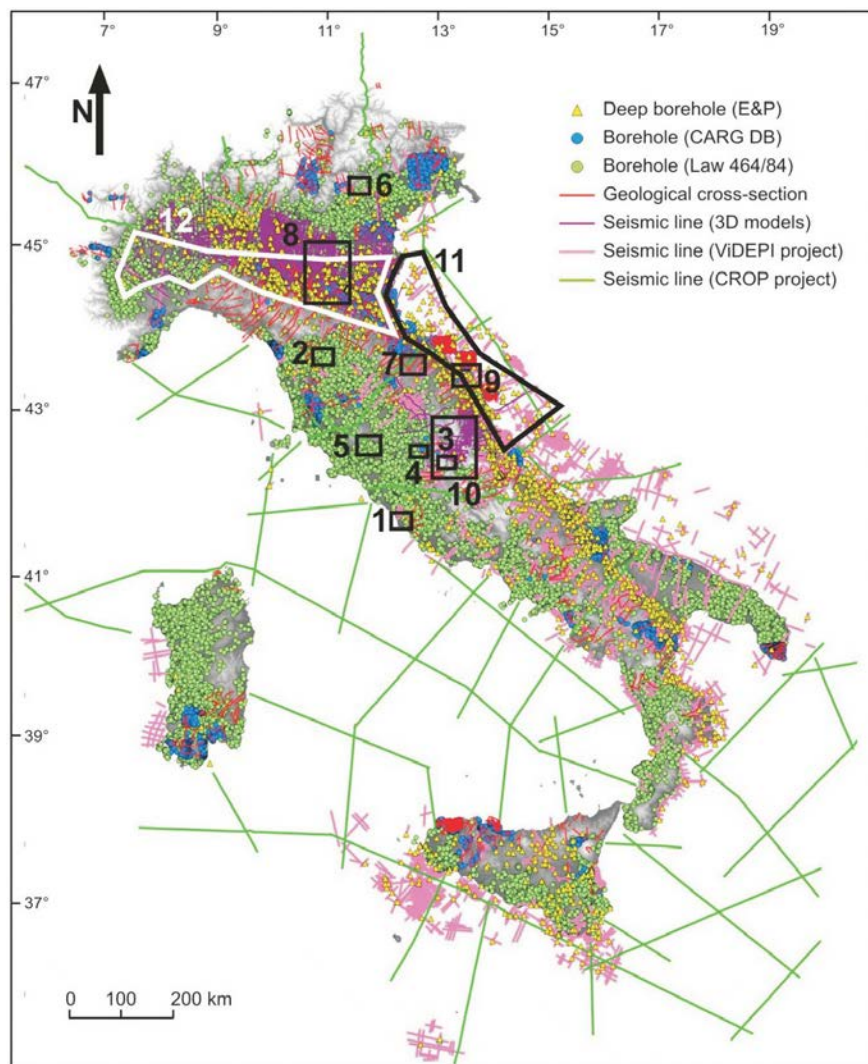 7° 9° 11° 13° 15° 17° 19°
47°
N
Deep borehole (E&P)
Borehole (CARG DB)
Borehole (Law 464/84)
Geological cross-section
Seismic line (3D models)
Seismic line (ViDEPI project)
Seismic line (CROP project)
6
12
45°
8
11
2
7
9
43°
3
5
4
10
1
41°
39°
37°
0 100 200 km